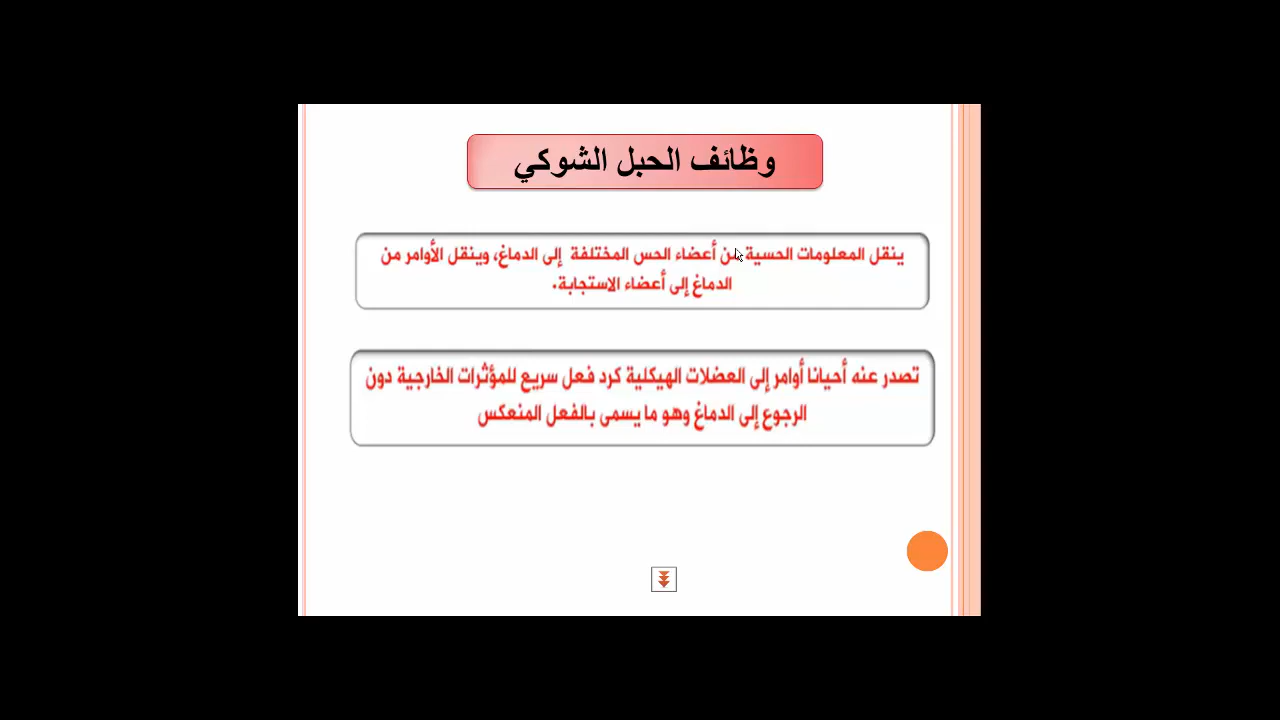 وظائف الحبل الشوكي
ينقل المعلومات الحسية من أعضاء الحس المختلفة إلى الدماغ، وينقل الأوامر من
الدماغ إلى أعضاء الاستجابة.
تصدر عنه أحيانا أوامر إلى العضلات الهيكلية كرد فعل سريع للمؤثرات الخارجية دون
الرجوع إلى الدماغ وهو ما يسمى بالفعل المنعكس